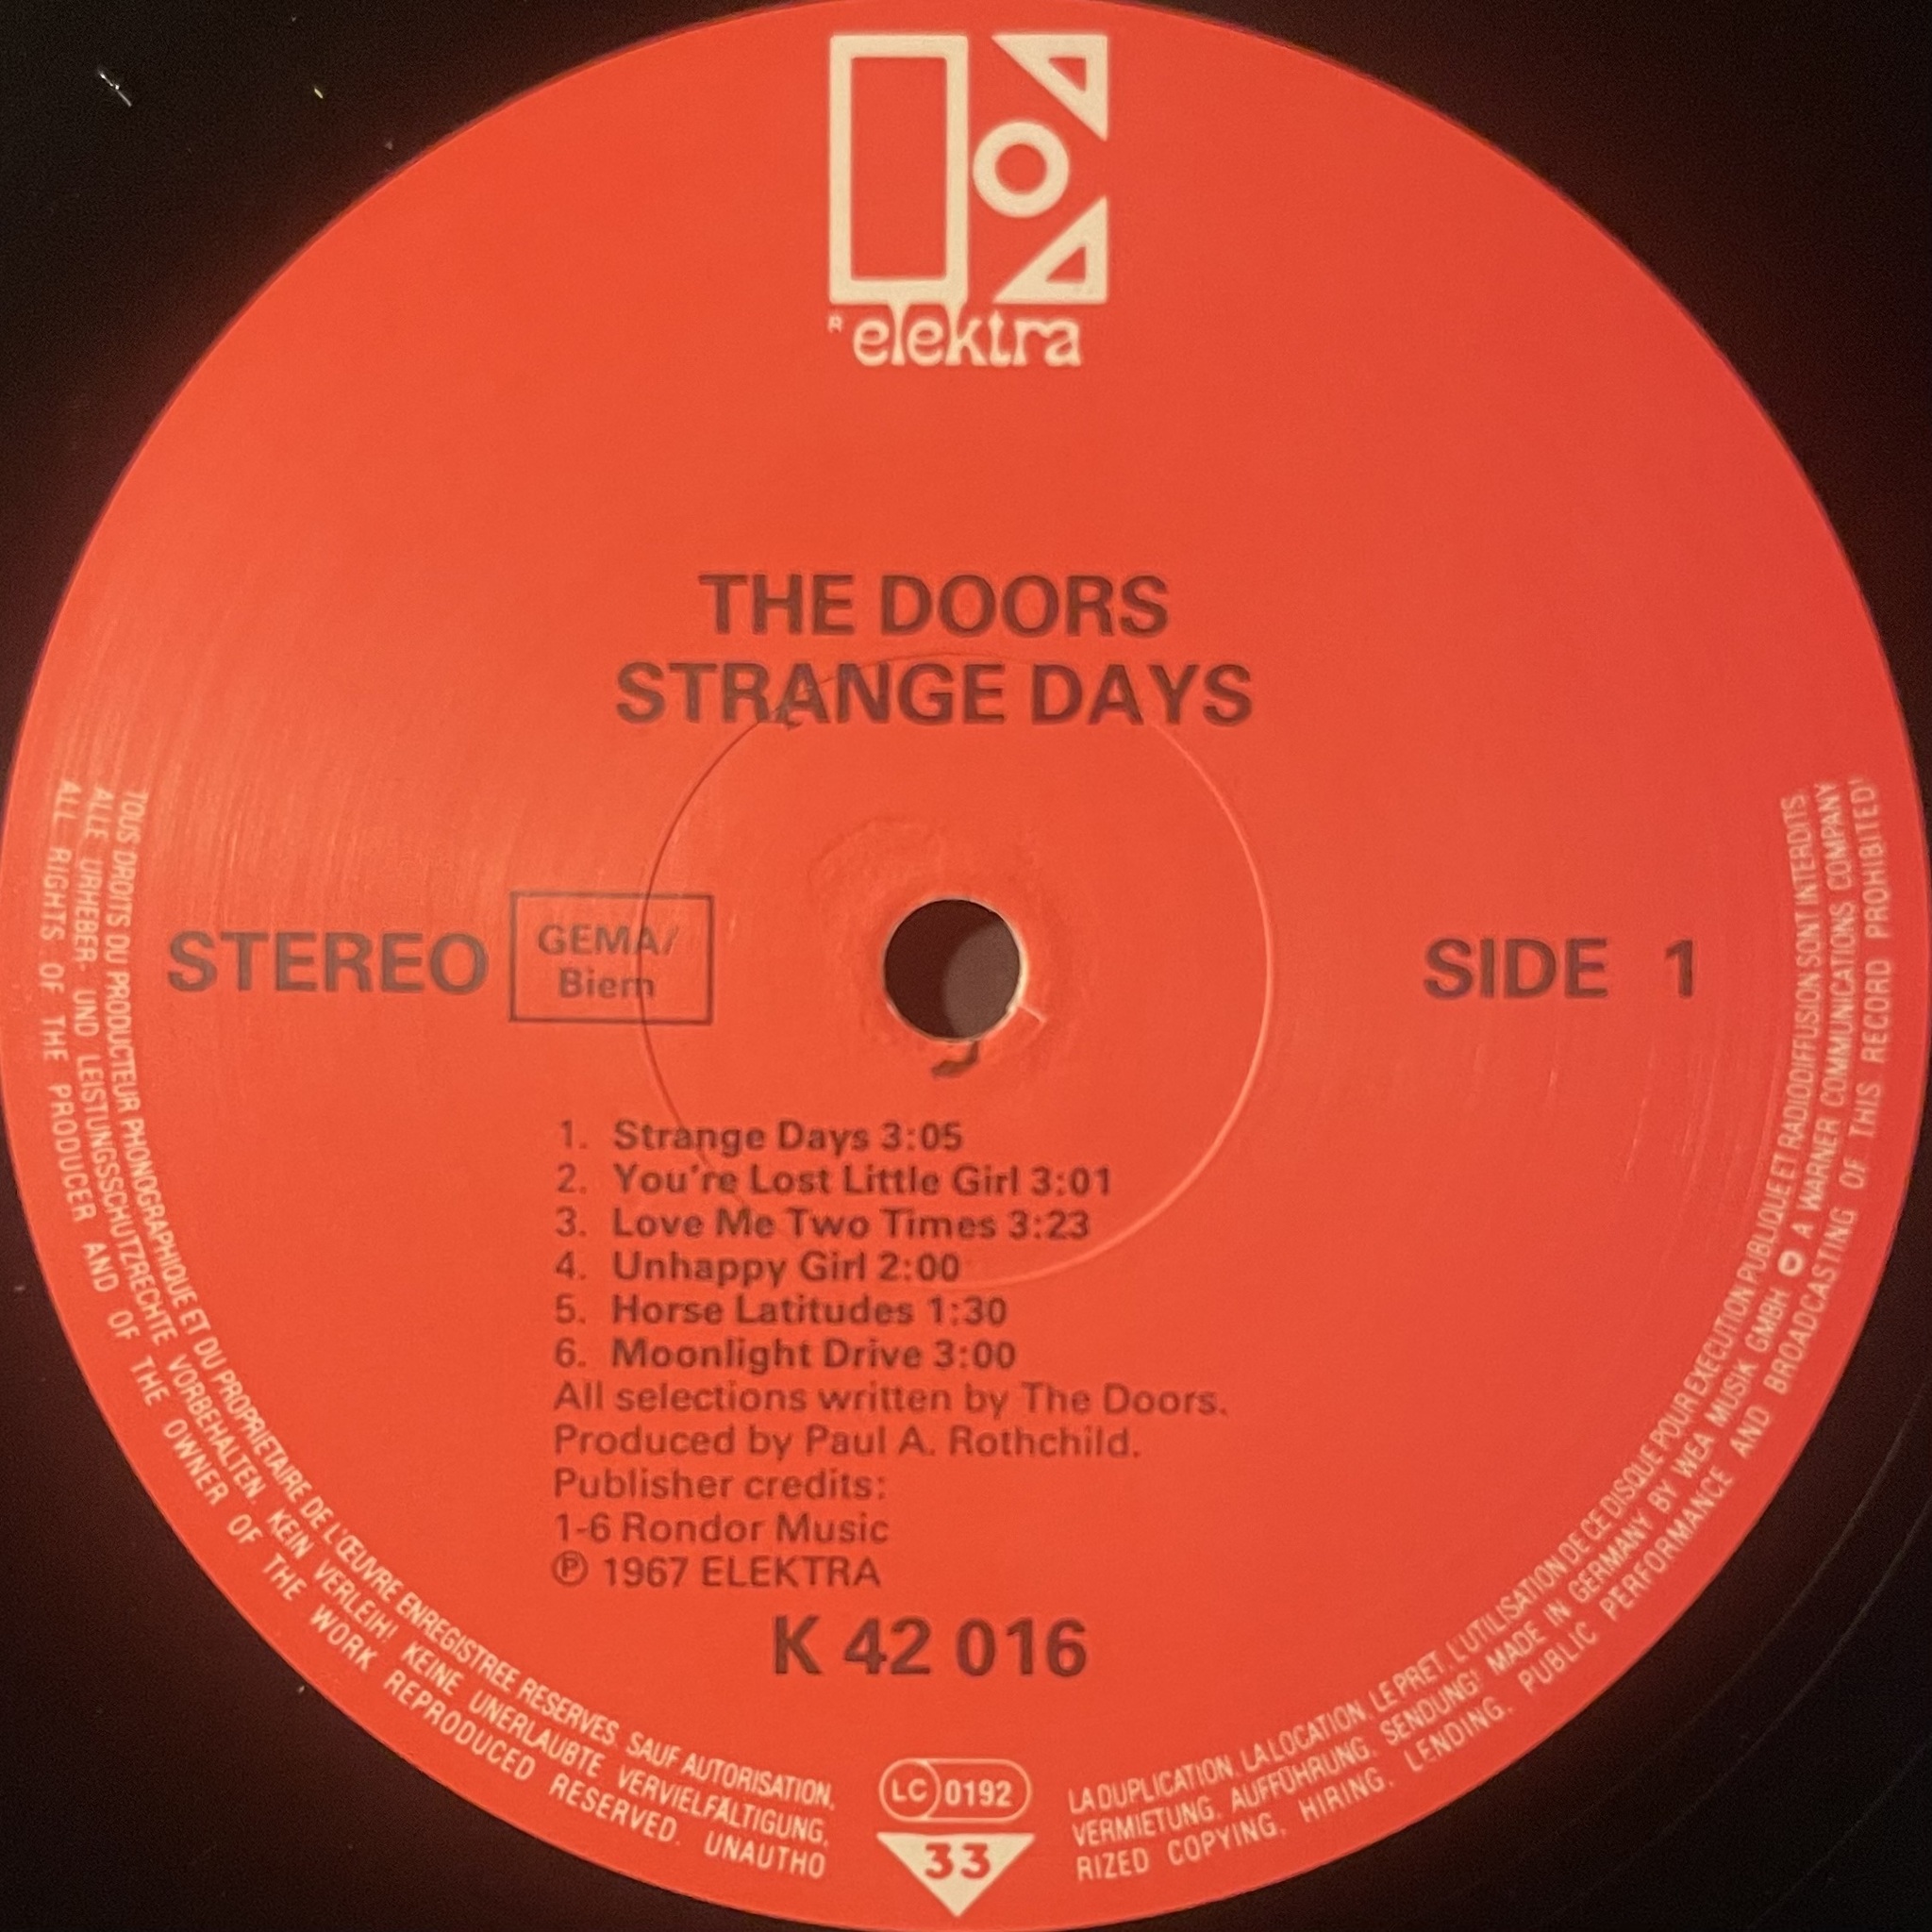 R elektra
THE DOORS
STRANGE DAYS
STEREO
GEMA/
Biem
SIDE 1
1. Strange Days 3:05
2. You're Lost Little Girl 3:01
3. Love Me Two Times 3:23
4. Unhappy Girl 2:00
5. Horse Latitudes 1:30
6. Moonlight Drive 3:00
All selections written by The Doors.
Produced by Paul A. Rothchild.
Publisher credits:
1-6 Rondor Music
℗ 1967 ELEKTRA
K 42 016
LC 0192
33
TOUS DROITS DU PRODUCTEUR PHONOGRAPHIQUE ET DU PROPRIETAIRE DE L'ŒUVRE ENREGISTREE RESERVES. SAUF AUTORISATION, LA DUPLICATION, LA LOCATION, LE PRET, L'UTILISATION DE CE DISQUE POUR EXECUTION PUBLIQUE ET RADIODIFFUSION SONT INTERDITS.
ALLE URHEBER- UND LEISTUNGSSCHUTZRECHTE VORBEHALTEN. KEIN VERLEIH! KEINE UNERLAUBTE VERVIELFÄLTIGUNG, VERMIETUNG, AUFFÜHRUNG, SENDUNG! MADE IN GERMANY BY WEA MUSIK GMBH A WARNER COMMUNICATIONS COMPANY
ALL RIGHTS OF THE PRODUCER AND OF THE OWNER OF THE WORK REPRODUCED RESERVED. UNAUTHORIZED COPYING, HIRING, LENDING, PUBLIC PERFORMANCE AND BROADCASTING OF THIS RECORD PROHIBITED!